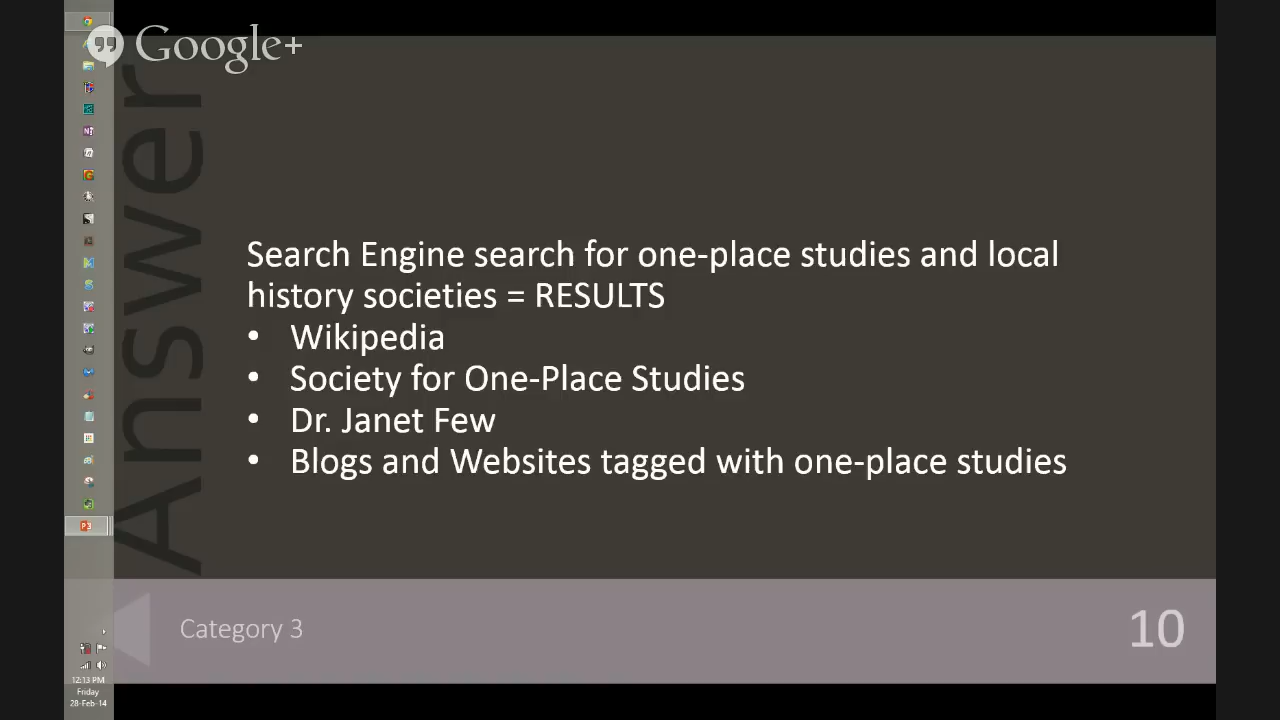 Google+
Answer
Search Engine search for one-place studies and local
history societies = RESULTS
• Wikipedia
• Society for One-Place Studies
• Dr. Janet Few
• Blogs and Websites tagged with one-place studies
Category 3
10
12:13 PM
Friday
28-Feb-14